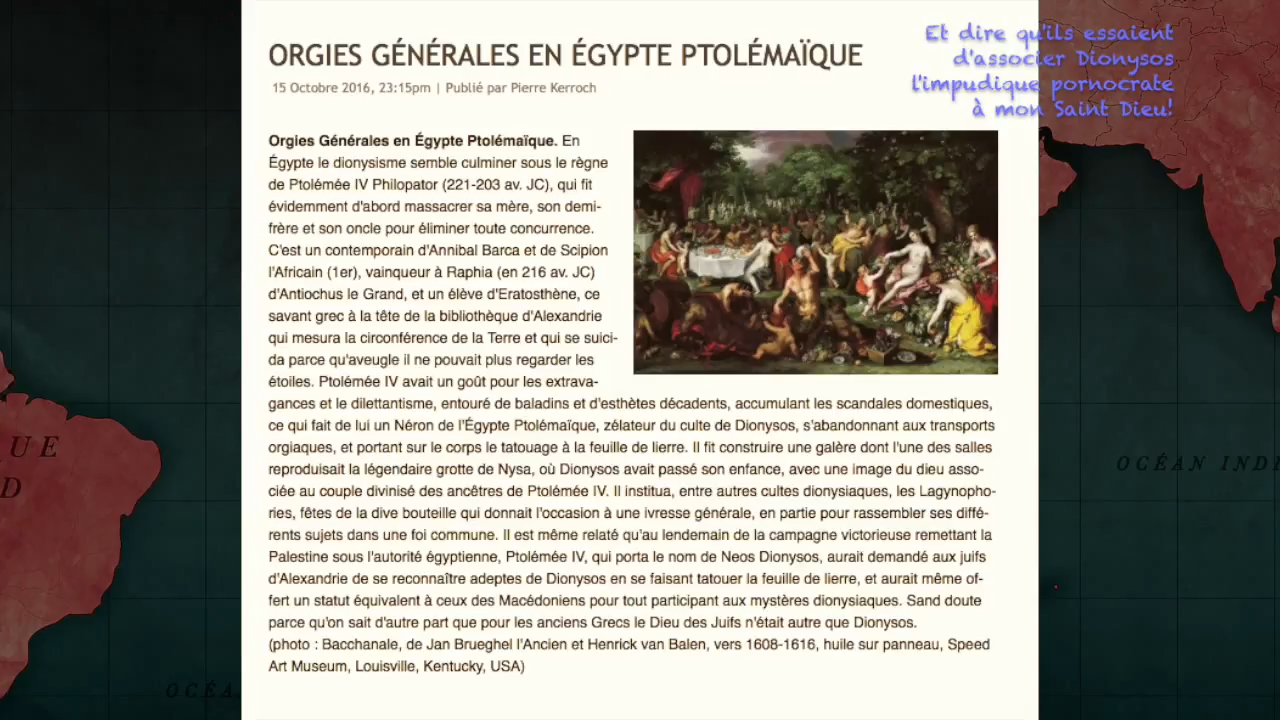 ORGIES GÉNÉRALES EN ÉGYPTE PTOLÉMAÏQUE
15 Octobre 2016, 23:15pm | Publié par Pierre Kerroch
Et dire qu'ils essaient
d'associer Dionysos
l'impudique pornocrate
à mon Saint Dieu!
Orgies Générales en Égypte Ptolémaïque. En
Égypte le dionysisme semble culminer sous le règne
de Ptolémée IV Philopator (221-203 av. JC), qui fit
évidemment d'abord massacrer sa mère, son demi-
frère et son oncle pour éliminer toute concurrence.
C'est un contemporain d'Annibal Barca et de Scipion
l'Africain (1er), vainqueur à Raphia (en 216 av. JC)
d'Antiochus le Grand, et un élève d'Eratosthène, ce
savant grec à la tête de la bibliothèque d'Alexandrie
qui mesura la circonférence de la Terre et qui se suici-
da parce qu'aveugle il ne pouvait plus regarder les
étoiles. Ptolémée IV avait un goût pour les extrava-
gances et le dilettantisme, entouré de baladins et d'esthètes décadents, accumulant les scandales domestiques,
ce qui fait de lui un Néron de l'Égypte Ptolémaïque, zélateur du culte de Dionysos, s'abandonnant aux transports
orgiaques, et portant sur le corps le tatouage à la feuille de lierre. Il fit construire une galère dont l'une des salles
reproduisait la légendaire grotte de Nysa, où Dionysos avait passé son enfance, avec une image du dieu asso-
ciée au couple divinisé des ancêtres de Ptolémée IV. Il institua, entre autres cultes dionysiaques, les Lagynopho-
ries, fêtes de la dive bouteille qui donnait l'occasion à une ivresse générale, en partie pour rassembler ses diffé-
rents sujets dans une foi commune. Il est même relaté qu'au lendemain de la campagne victorieuse remettant la
Palestine sous l'autorité égyptienne, Ptolémée IV, qui porta le nom de Neos Dionysos, aurait demandé aux juifs
d'Alexandrie de se reconnaître adeptes de Dionysos en se faisant tatouer la feuille de lierre, et aurait même of-
fert un statut équivalent à ceux des Macédoniens pour tout participant aux mystères dionysiaques. Sand doute
parce qu'on sait d'autre part que pour les anciens Grecs le Dieu des Juifs n'était autre que Dionysos.
(photo : Bacchanale, de Jan Brueghel l'Ancien et Henrick van Balen, vers 1608-1616, huile sur panneau, Speed
Art Museum, Louisville, Kentucky, USA)
UE
D
OCÉAN INDI
OCÉA